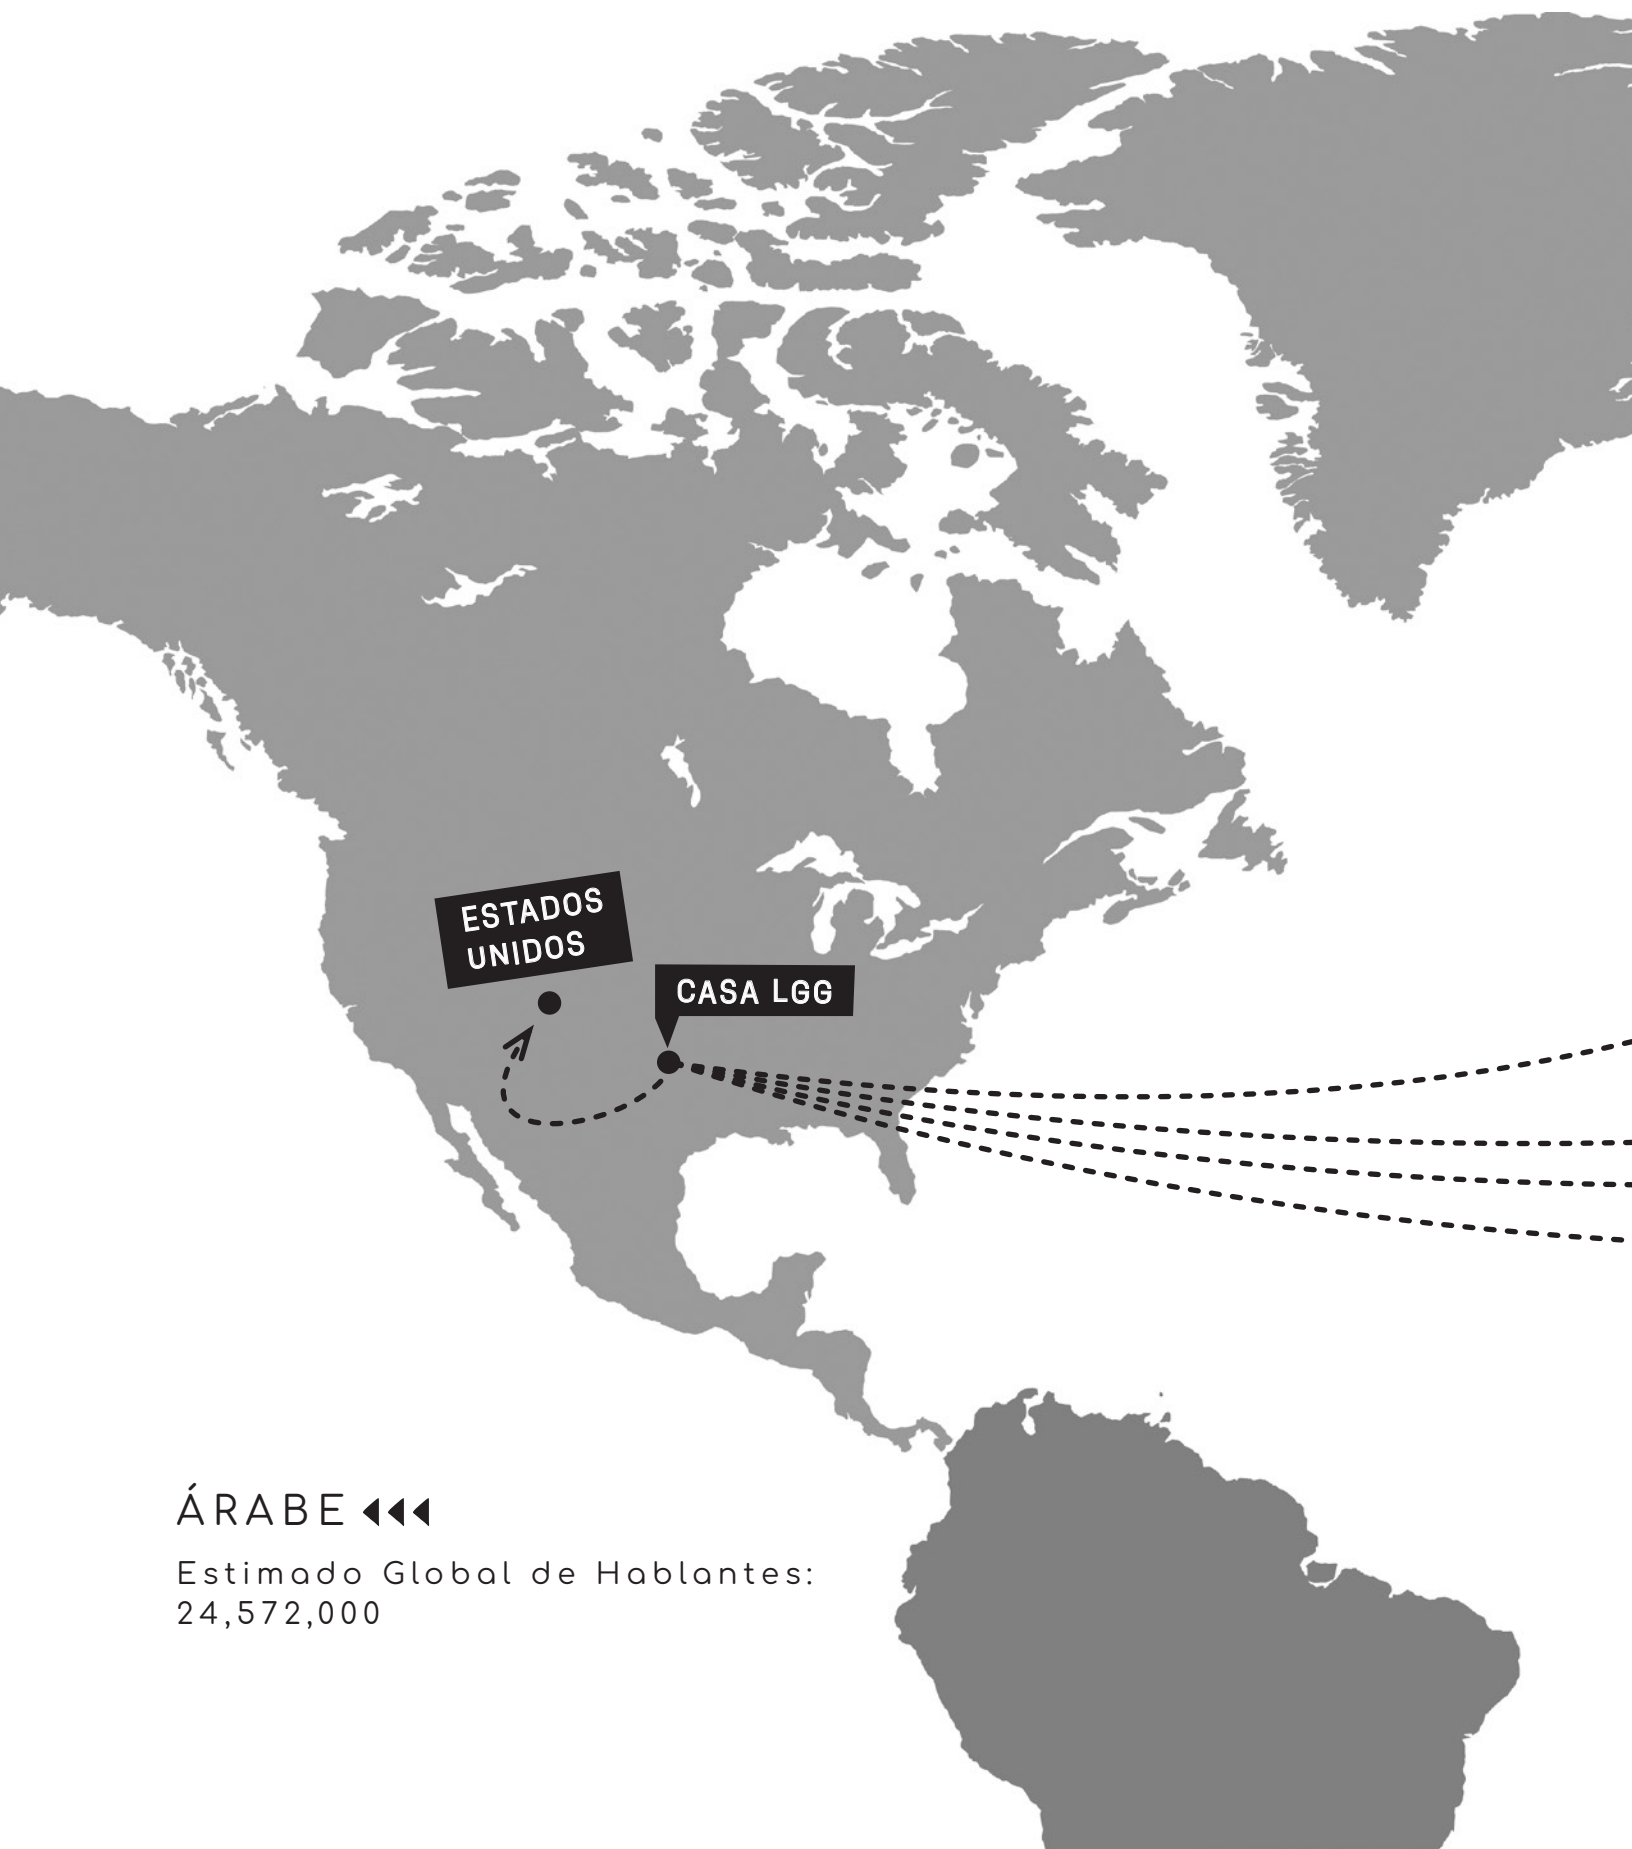 ESTADOS
UNIDOS
CASA LGG
ÁRABE
Estimado Global de Hablantes:
24,572,000